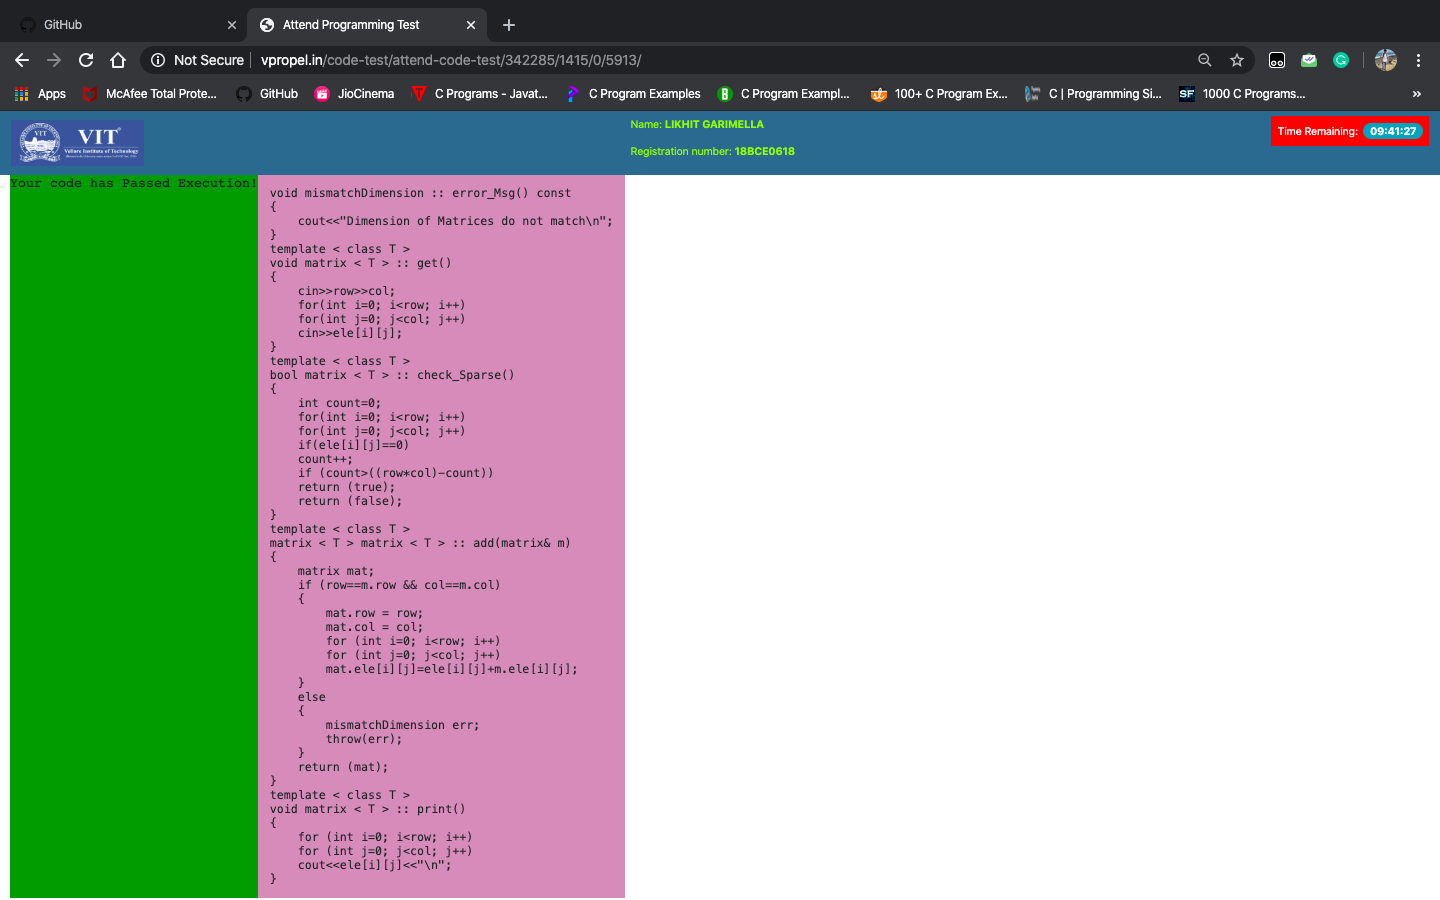 GitHub
Attend Programming Test
Not Secure
vpropel.in/code-test/attend-code-test/342285/1415/0/5913/
Apps
McAfee Total Prote...
GitHub
JioCinema
C Programs - Javat...
C Program Examples
C Program Exampl...
100+ C Program Ex...
C | Programming Si...
SF
1000 C Programs...
»
VIT
VIT
Vellore Institute of Technology
Name: LIKHIT GARIMELLA
Registration number: 18BCE0618
Time Remaining: 09:41:27
Your code has Passed Execution!
void mismatchDimension :: error_Msg() const
{
    cout<<"Dimension of Matrices do not match\n";
}
template < class T >
void matrix < T > :: get()
{
    cin>>row>>col;
    for(int i=0; i<row; i++)
    for(int j=0; j<col; j++)
    cin>>ele[i][j];
}
template < class T >
bool matrix < T > :: check_Sparse()
{
    int count=0;
    for(int i=0; i<row; i++)
    for(int j=0; j<col; j++)
    if(ele[i][j]==0)
    count++;
    if (count>((row*col)-count))
    return (true);
    return (false);
}
template < class T >
matrix < T > matrix < T > :: add(matrix& m)
{
    matrix mat;
    if (row==m.row && col==m.col)
    {
        mat.row = row;
        mat.col = col;
        for (int i=0; i<row; i++)
        for (int j=0; j<col; j++)
        mat.ele[i][j]=ele[i][j]+m.ele[i][j];
    }
    else
    {
        mismatchDimension err;
        throw(err);
    }
    return (mat);
}
template < class T >
void matrix < T > :: print()
{
    for (int i=0; i<row; i++)
    for (int j=0; j<col; j++)
    cout<<ele[i][j]<<"\n";
}